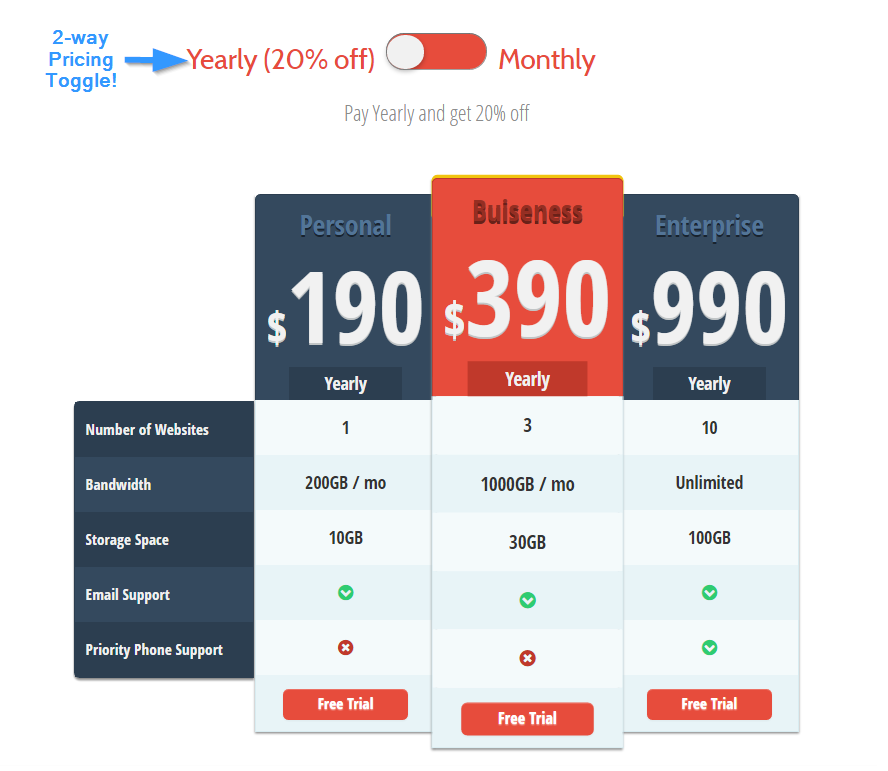 2-way
Pricing
Toggle!
Yearly (20% off)
Monthly
Pay Yearly and get 20% off
Personal
Buiseness
Enterprise
$190
$390
$990
Yearly
Yearly
Yearly
Number of Websites
1
3
10
Bandwidth
200GB / mo
1000GB / mo
Unlimited
Storage Space
10GB
30GB
100GB
Email Support
Priority Phone Support
Free Trial
Free Trial
Free Trial